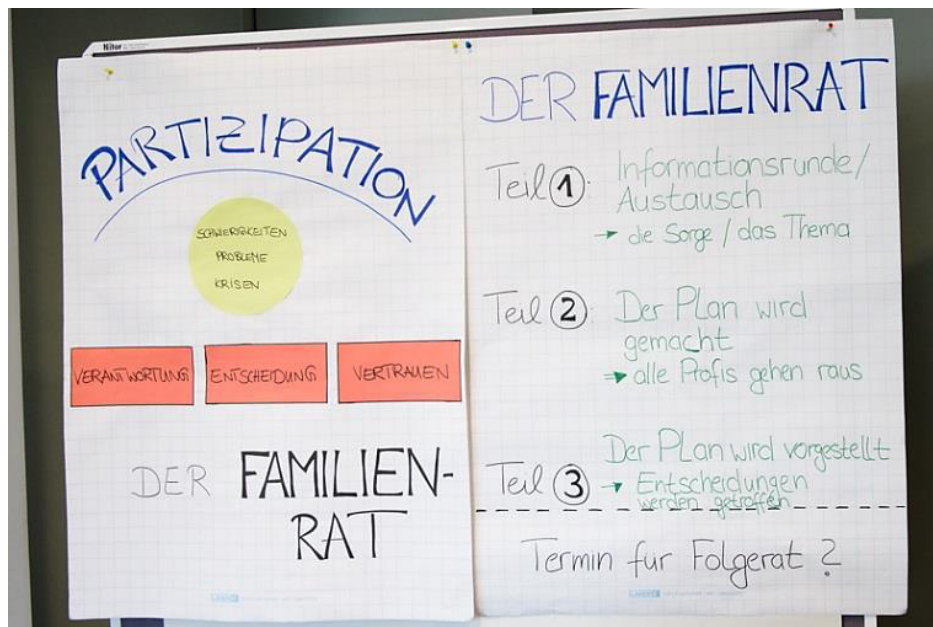 Nitor
PARTIZIPATION
SCHWIERIGKEITEN
PROBLEME
KRISEN
VERANTWORTUNG
ENTSCHEIDUNG
VERTRAUEN
DER FAMILIEN-
RAT
DER FAMILIENRAT
Teil 1: Informationsrunde/
Austausch
→ die Sorge / das Thema
Teil 2: Der Plan wird
gemacht
→ alle Profis gehen raus
Der Plan wird vorgestellt
Teil 3 → Entscheidungen
werden getroffen
Termin für Folgerat ?